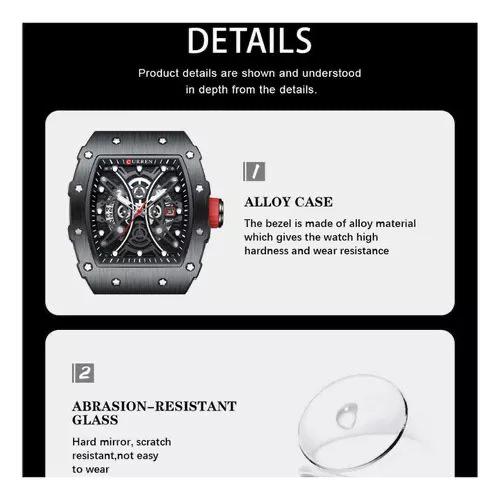 DETAILS
Product details are shown and understood
in depth from the details.
CURREN
1
ALLOY CASE
The bezel is made of alloy material
which gives the watch high
hardness and wear resistance
2
ABRASION-RESISTANT
GLASS
Hard mirror, scratch
resistant,not easy
to wear